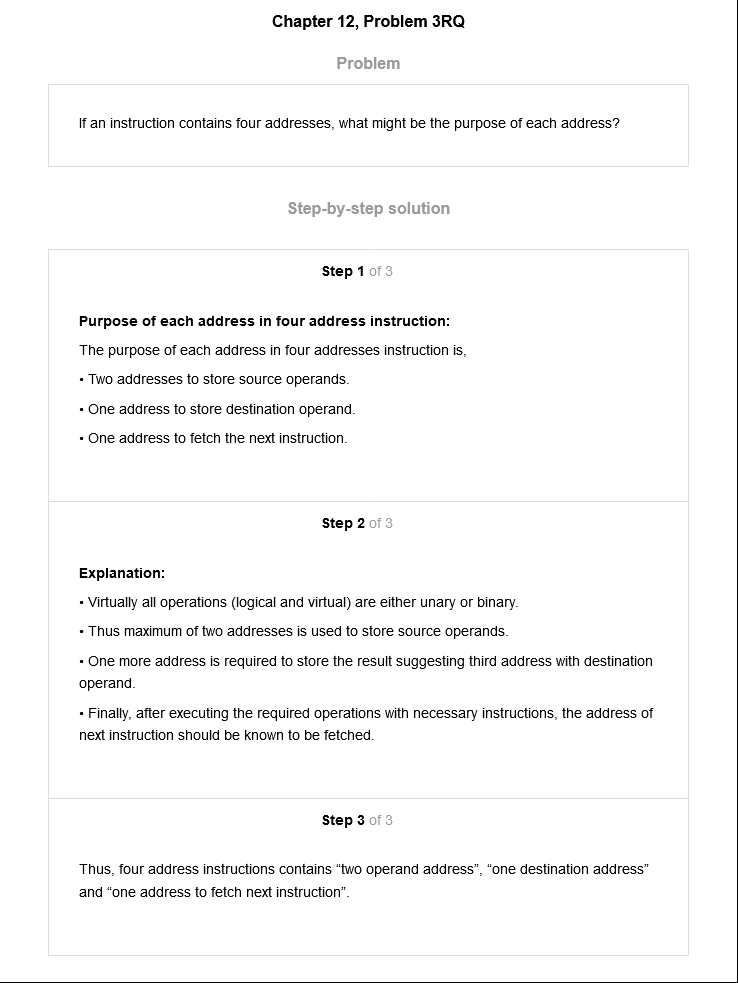 Chapter 12, Problem 3RQ
Problem
If an instruction contains four addresses, what might be the purpose of each address?
Step-by-step solution
Step 1 of 3
Purpose of each address in four address instruction:
The purpose of each address in four addresses instruction is,
• Two addresses to store source operands.
• One address to store destination operand.
• One address to fetch the next instruction.
Step 2 of 3
Explanation:
• Virtually all operations (logical and virtual) are either unary or binary.
• Thus maximum of two addresses is used to store source operands.
• One more address is required to store the result suggesting third address with destination
operand.
• Finally, after executing the required operations with necessary instructions, the address of
next instruction should be known to be fetched.
Step 3 of 3
Thus, four address instructions contains “two operand address”, “one destination address”
and “one address to fetch next instruction”.